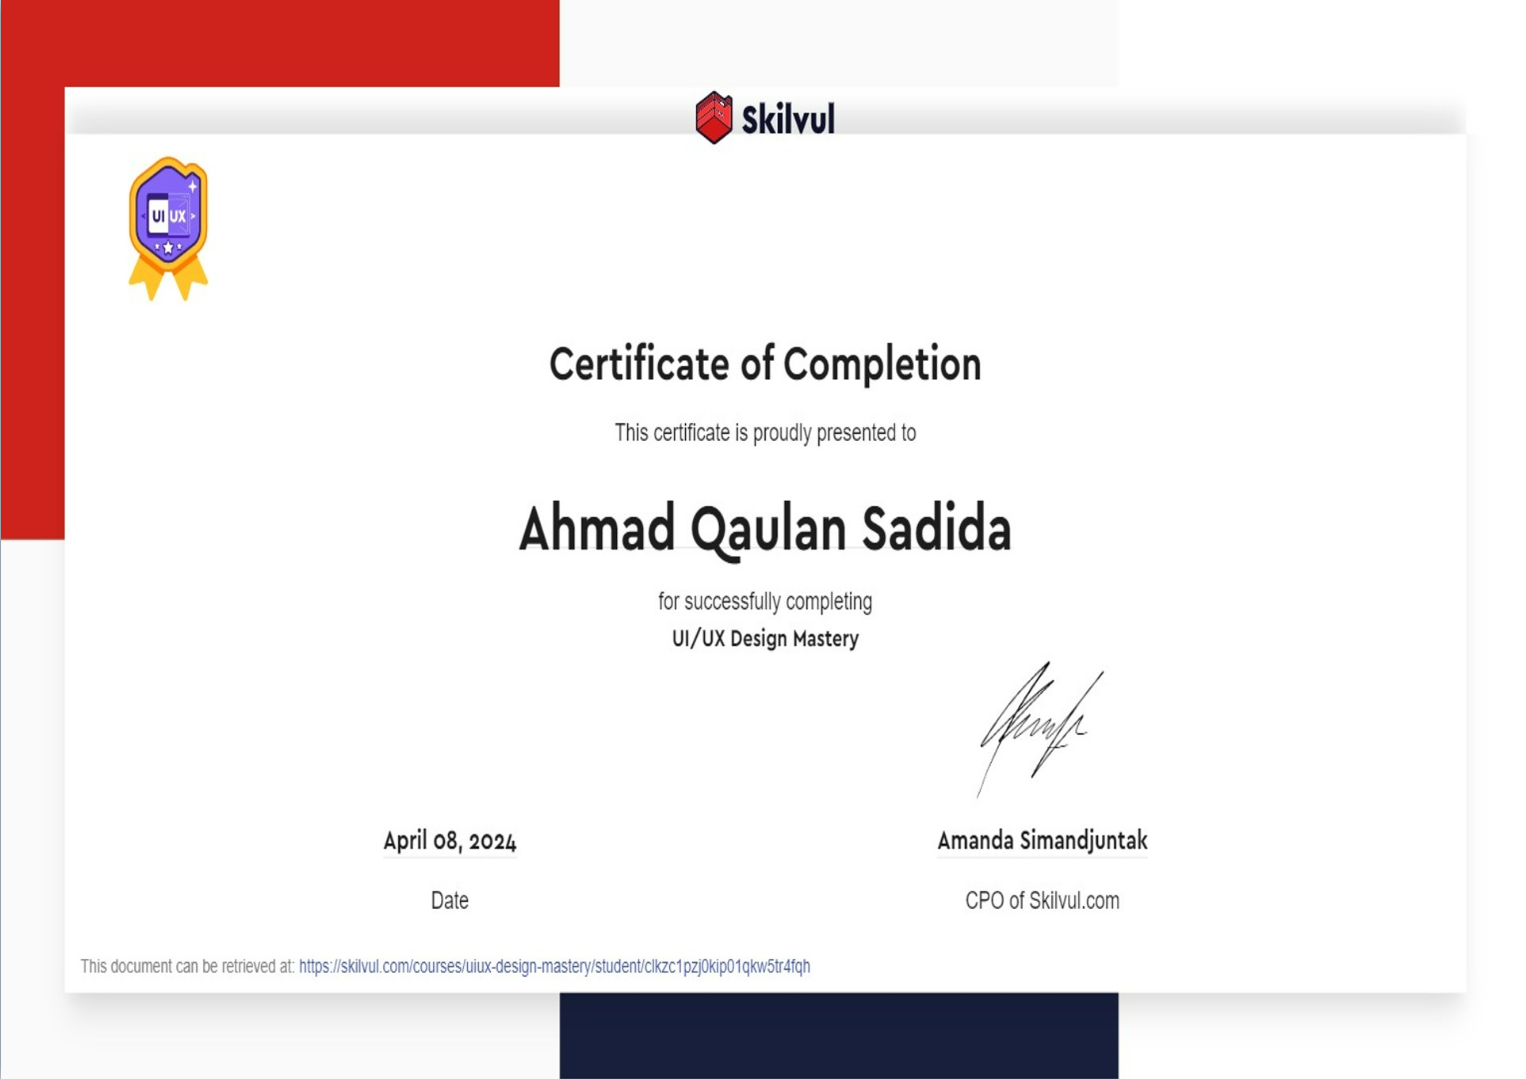 Skilvul
UI UX
Certificate of Completion
This certificate is proudly presented to
Ahmad Qaulan Sadida
for successfully completing
UI/UX Design Mastery
April 08, 2024
Date
Amanda Simandjuntak
CPO of Skilvul.com
This document can be retrieved at: https://skilvul.com/courses/uiux-design-mastery/student/clkzc1pzj0kip01qkw5tr4fqh